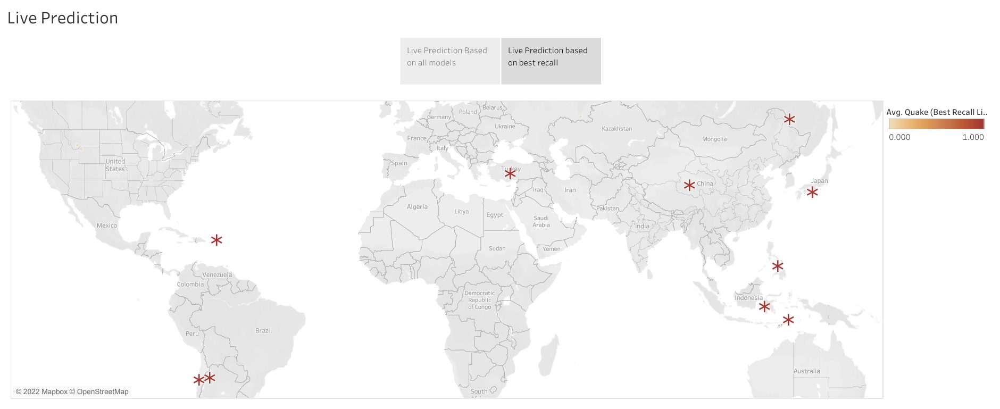 Live Prediction
Live Prediction Based
on all models
Live Prediction based
on best recall
Avg. Quake (Best Recall Li..
0.000
1.000
Belarus
Poland
Germany
Ukraine
Kazakhstan
France
Mongolia
Italy
United
States
Spain
Turkey
Japan
China
Iraq
Iran
Algeria
Pakistan
Libya
Egypt
Saudi
Arabia
Mexico
India
Sudan
Yemen
Venezuela
Colombia
Democratic
Republic
of Congo
Indonesia
Brazil
Peru
Australia
South
© 2022 Mapbox © OpenStreetMap